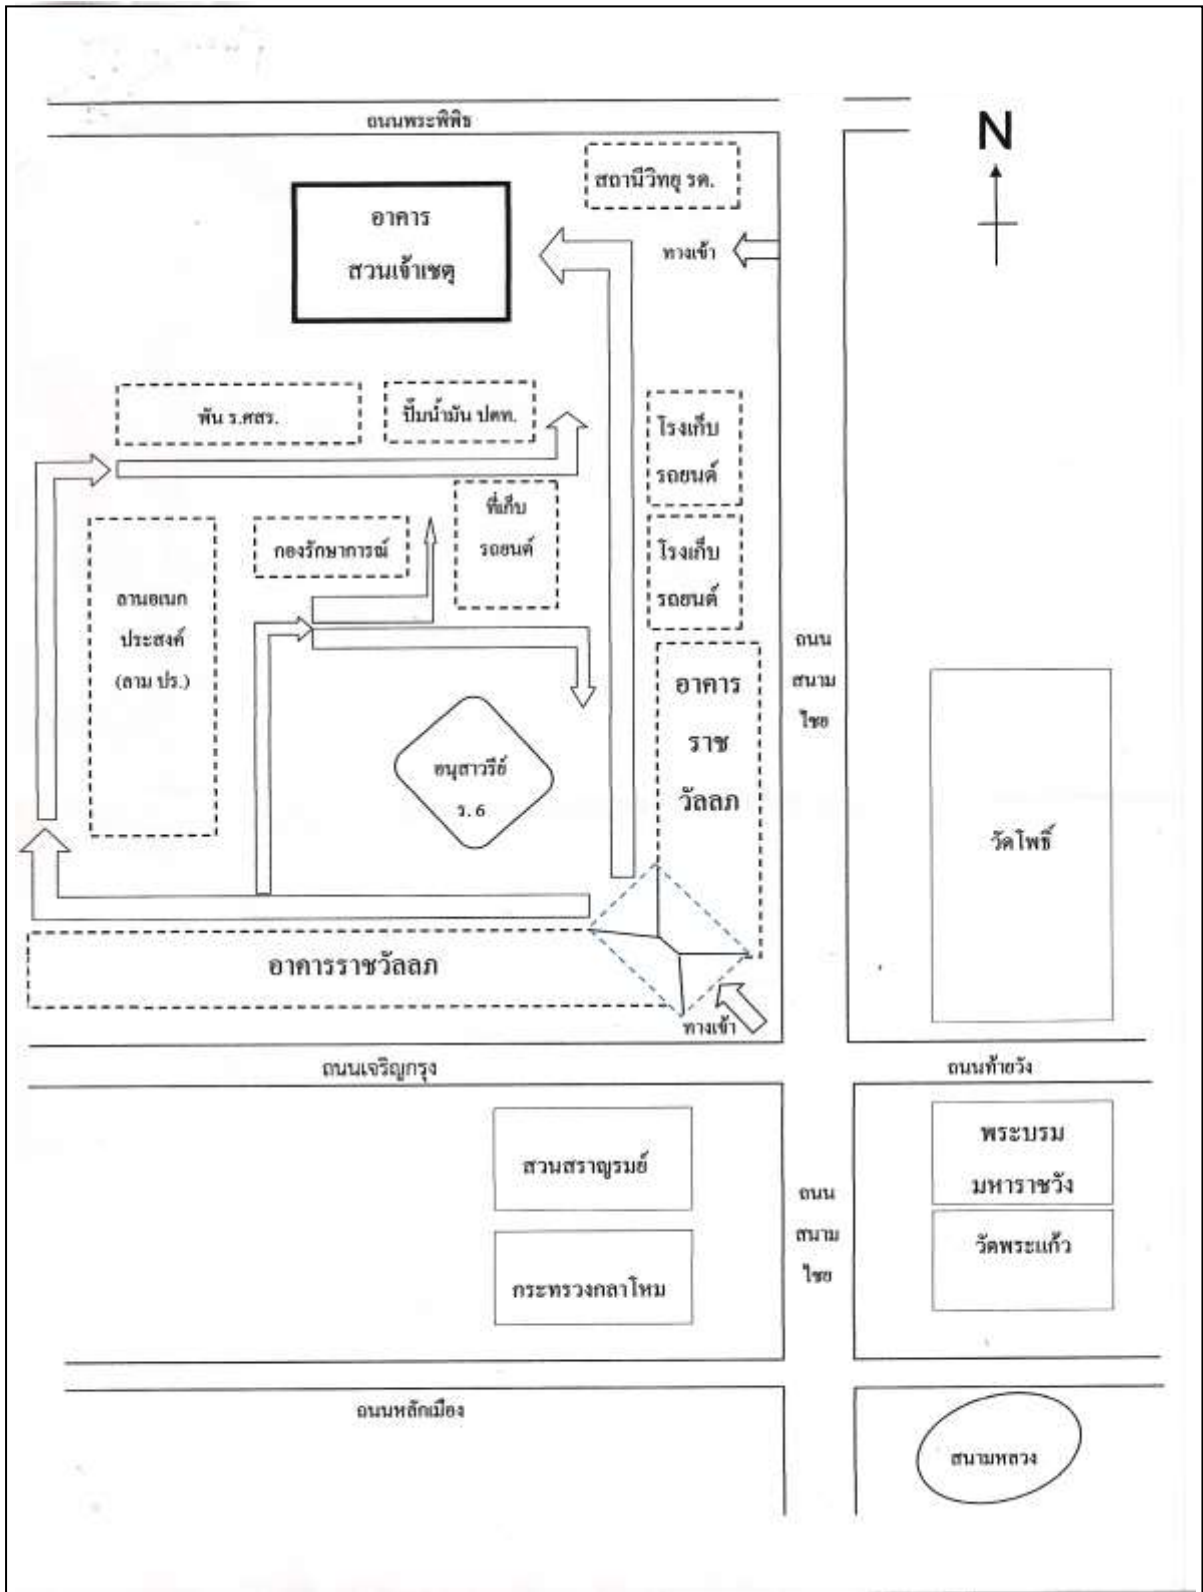 ถนนพระพิพิธ
N
สถานีวิทยุ รด.
อาคาร
สวนเจ้าเชตุ
ทางเข้า
พัน ร.ศสร.
ปั๊มน้ำมัน ปตท.
โรงเก็บ
รถยนต์
ที่เก็บ
รถยนต์
กองรักษาการณ์
โรงเก็บ
รถยนต์
ลานอเนก
ประสงค์
(ลาน ปร.)
ถนน
สนาม
ไชย
อาคาร
ราช
วัลลภ
อนุสาวรีย์
ร.6
วัดโพธิ์
อาคารราชวัลลภ
ทางเข้า
ถนนเจริญกรุง
ถนนท้ายวัง
สวนสราญรมย์
พระบรม
มหาราชวัง
ถนน
สนาม
ไชย
วัดพระแก้ว
กระทรวงกลาโหม
ถนนหลักเมือง
สนามหลวง